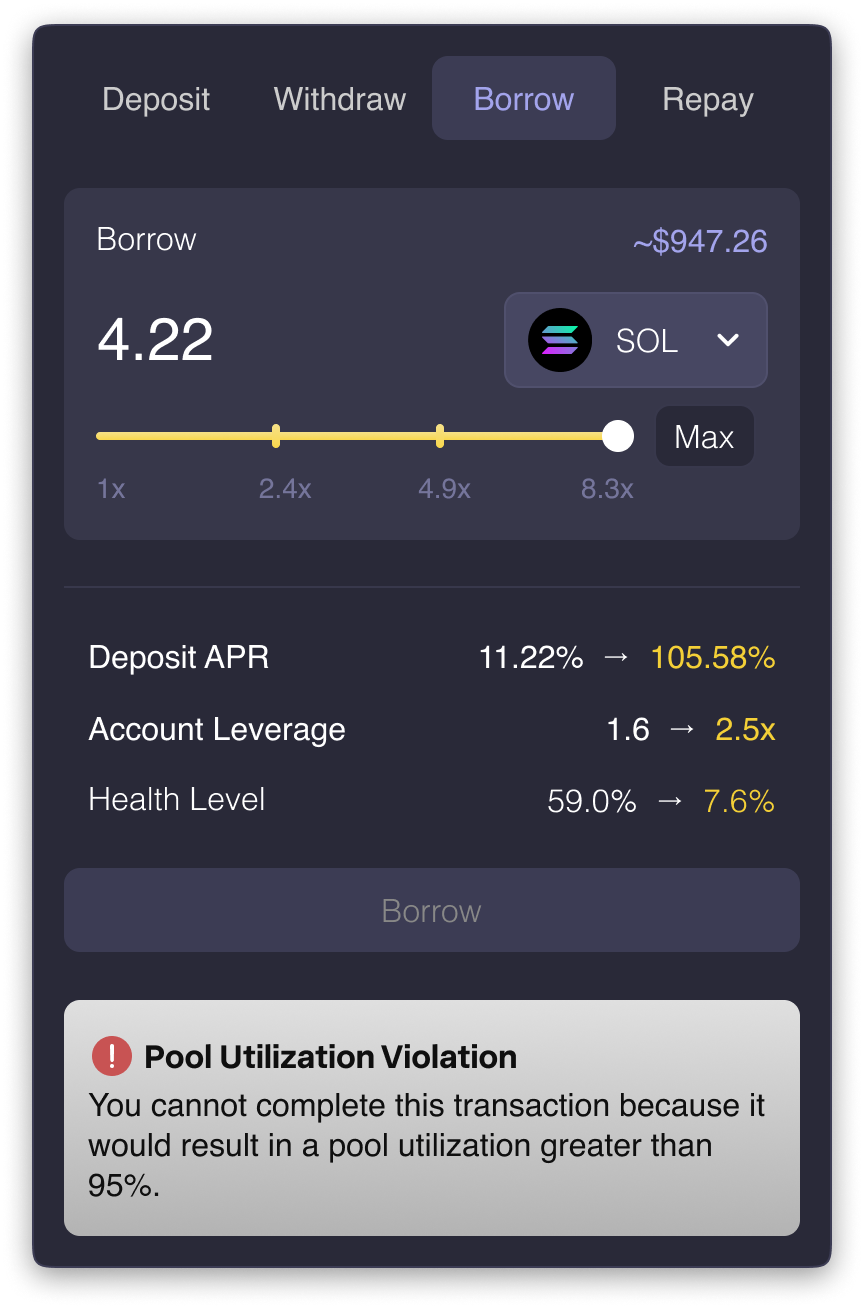 Deposit Withdraw Borrow Repay
Borrow ~$947.26
4.22 SOL
Max
1x 2.4x 4.9x 8.3x
Deposit APR 11.22% → 105.58%
Account Leverage 1.6 → 2.5x
Health Level 59.0% → 7.6%
Borrow
! Pool Utilization Violation
You cannot complete this transaction because it
would result in a pool utilization greater than
95%.